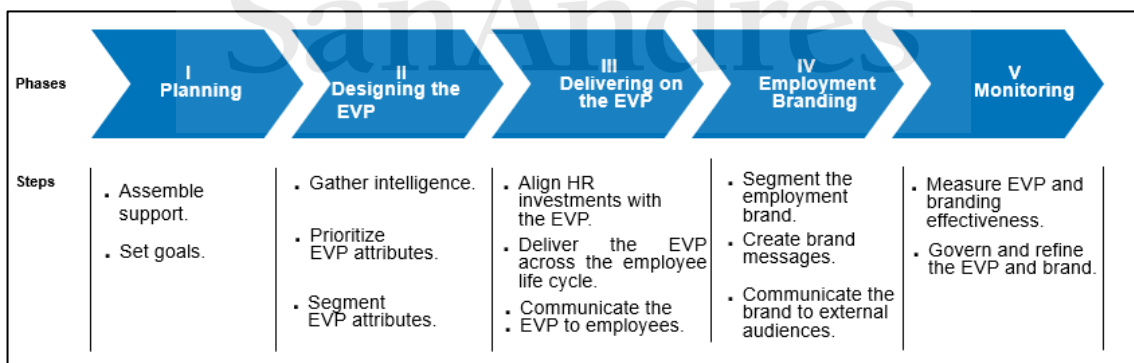 SanAndres
Phases
I
Planning
II
Designing the
EVP
III
Delivering on
the EVP
IV
Employment
Branding
V
Monitoring
Steps
▪ Assemble
support.
▪ Set goals.
▪ Gather intelligence.
▪ Prioritize
EVP attributes.
▪ Segment
EVP attributes.
▪ Align HR
investments with
the EVP.
▪ Deliver the EVP
across the employee
life cycle.
▪ Communicate the
▪ EVP to employees.
▪ Segment the
employment
brand.
▪ Create brand
messages.
▪ Communicate the
brand to external
audiences.
▪ Measure EVP and
branding
effectiveness.
▪ Govern and refine
the EVP and brand.